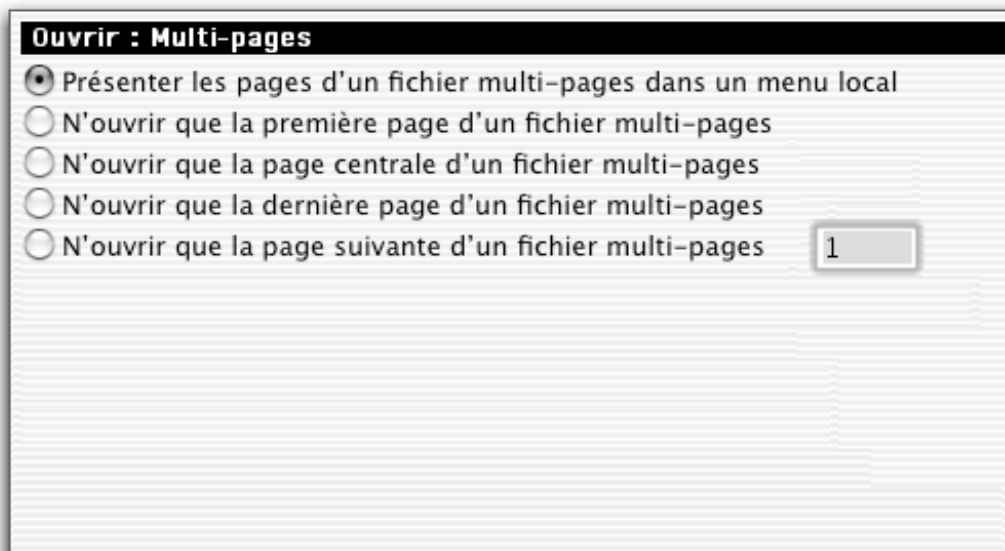 Ouvrir : Multi-pages
Présenter les pages d'un fichier multi-pages dans un menu local
N'ouvrir que la première page d'un fichier multi-pages
N'ouvrir que la page centrale d'un fichier multi-pages
N'ouvrir que la dernière page d'un fichier multi-pages
N'ouvrir que la page suivante d'un fichier multi-pages 1